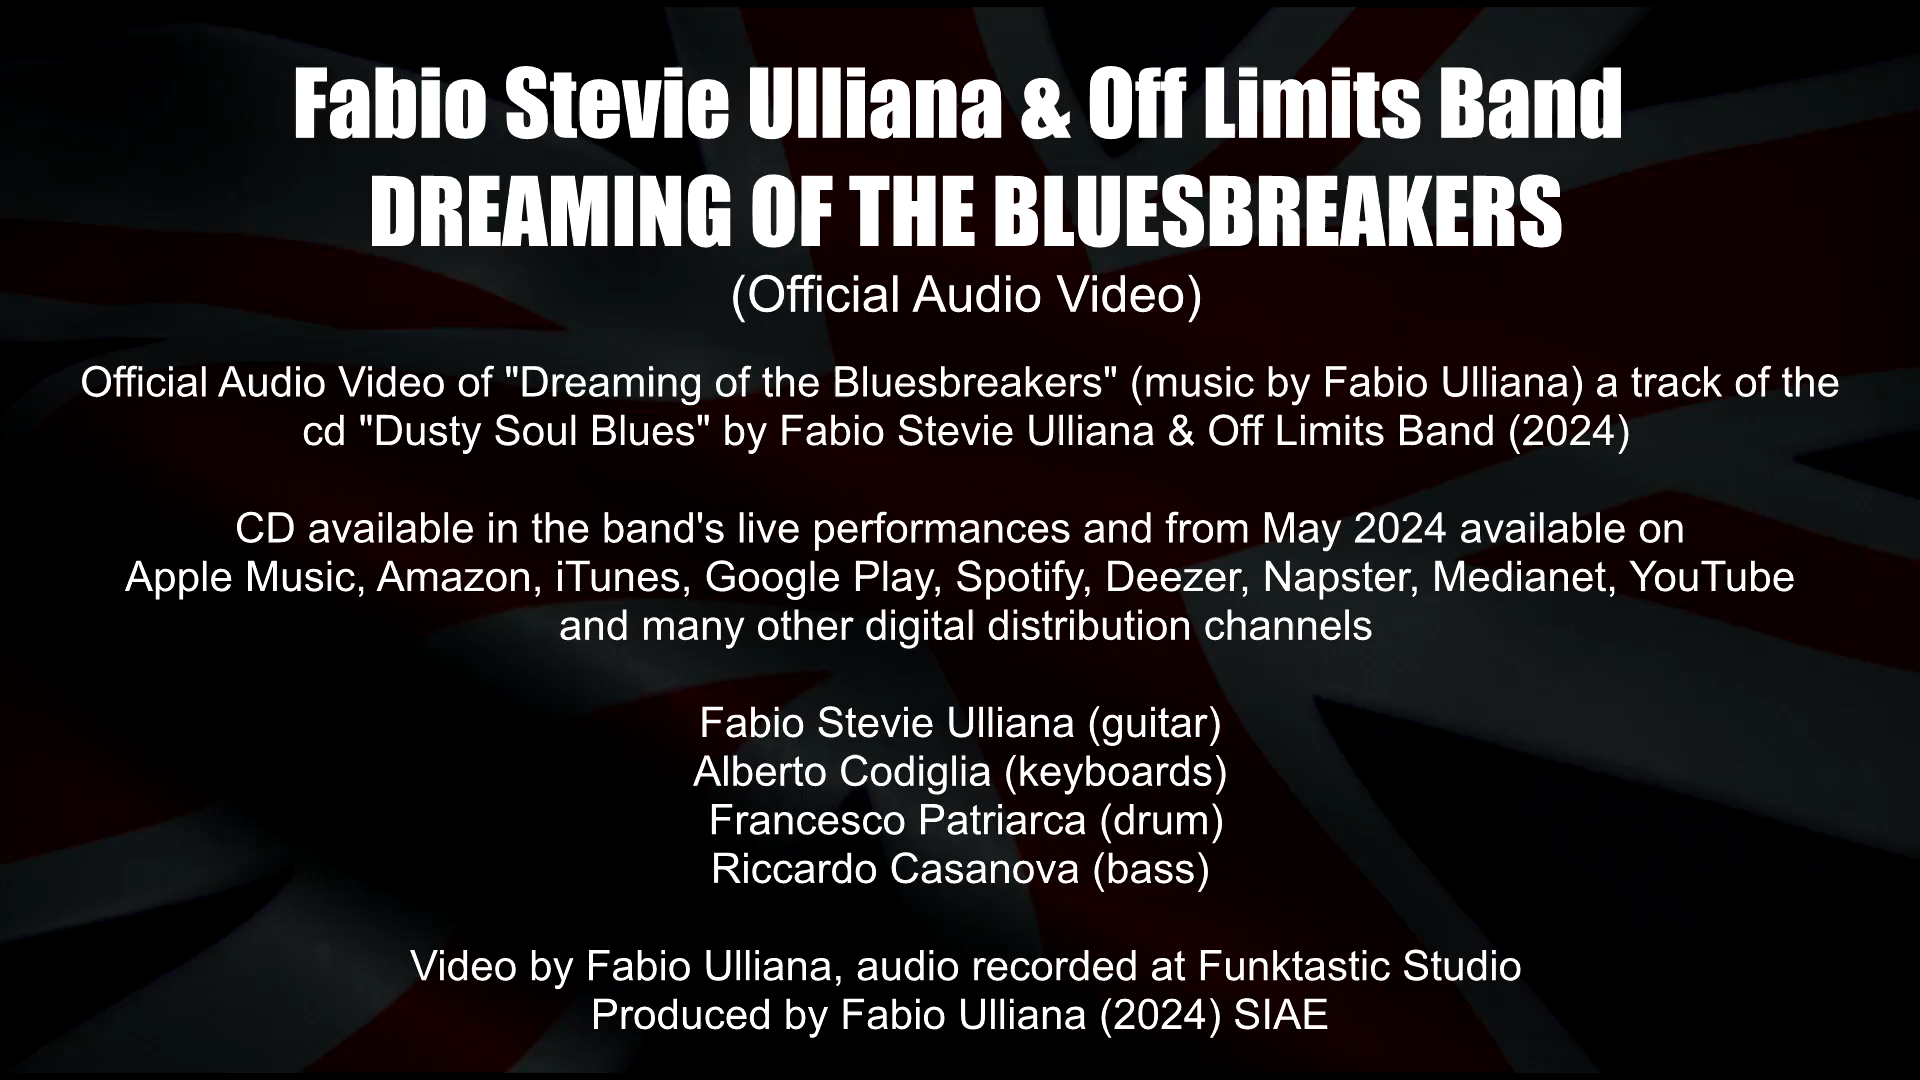 Fabio Stevie Ulliana & Off Limits Band
DREAMING OF THE BLUESBREAKERS
(Official Audio Video)
Official Audio Video of "Dreaming of the Bluesbreakers" (music by Fabio Ulliana) a track of the
cd "Dusty Soul Blues" by Fabio Stevie Ulliana & Off Limits Band (2024)
CD available in the band's live performances and from May 2024 available on
Apple Music, Amazon, iTunes, Google Play, Spotify, Deezer, Napster, Medianet, YouTube
and many other digital distribution channels
Fabio Stevie Ulliana (guitar)
Alberto Codiglia (keyboards)
Francesco Patriarca (drum)
Riccardo Casanova (bass)
Video by Fabio Ulliana, audio recorded at Funktastic Studio
Produced by Fabio Ulliana (2024) SIAE